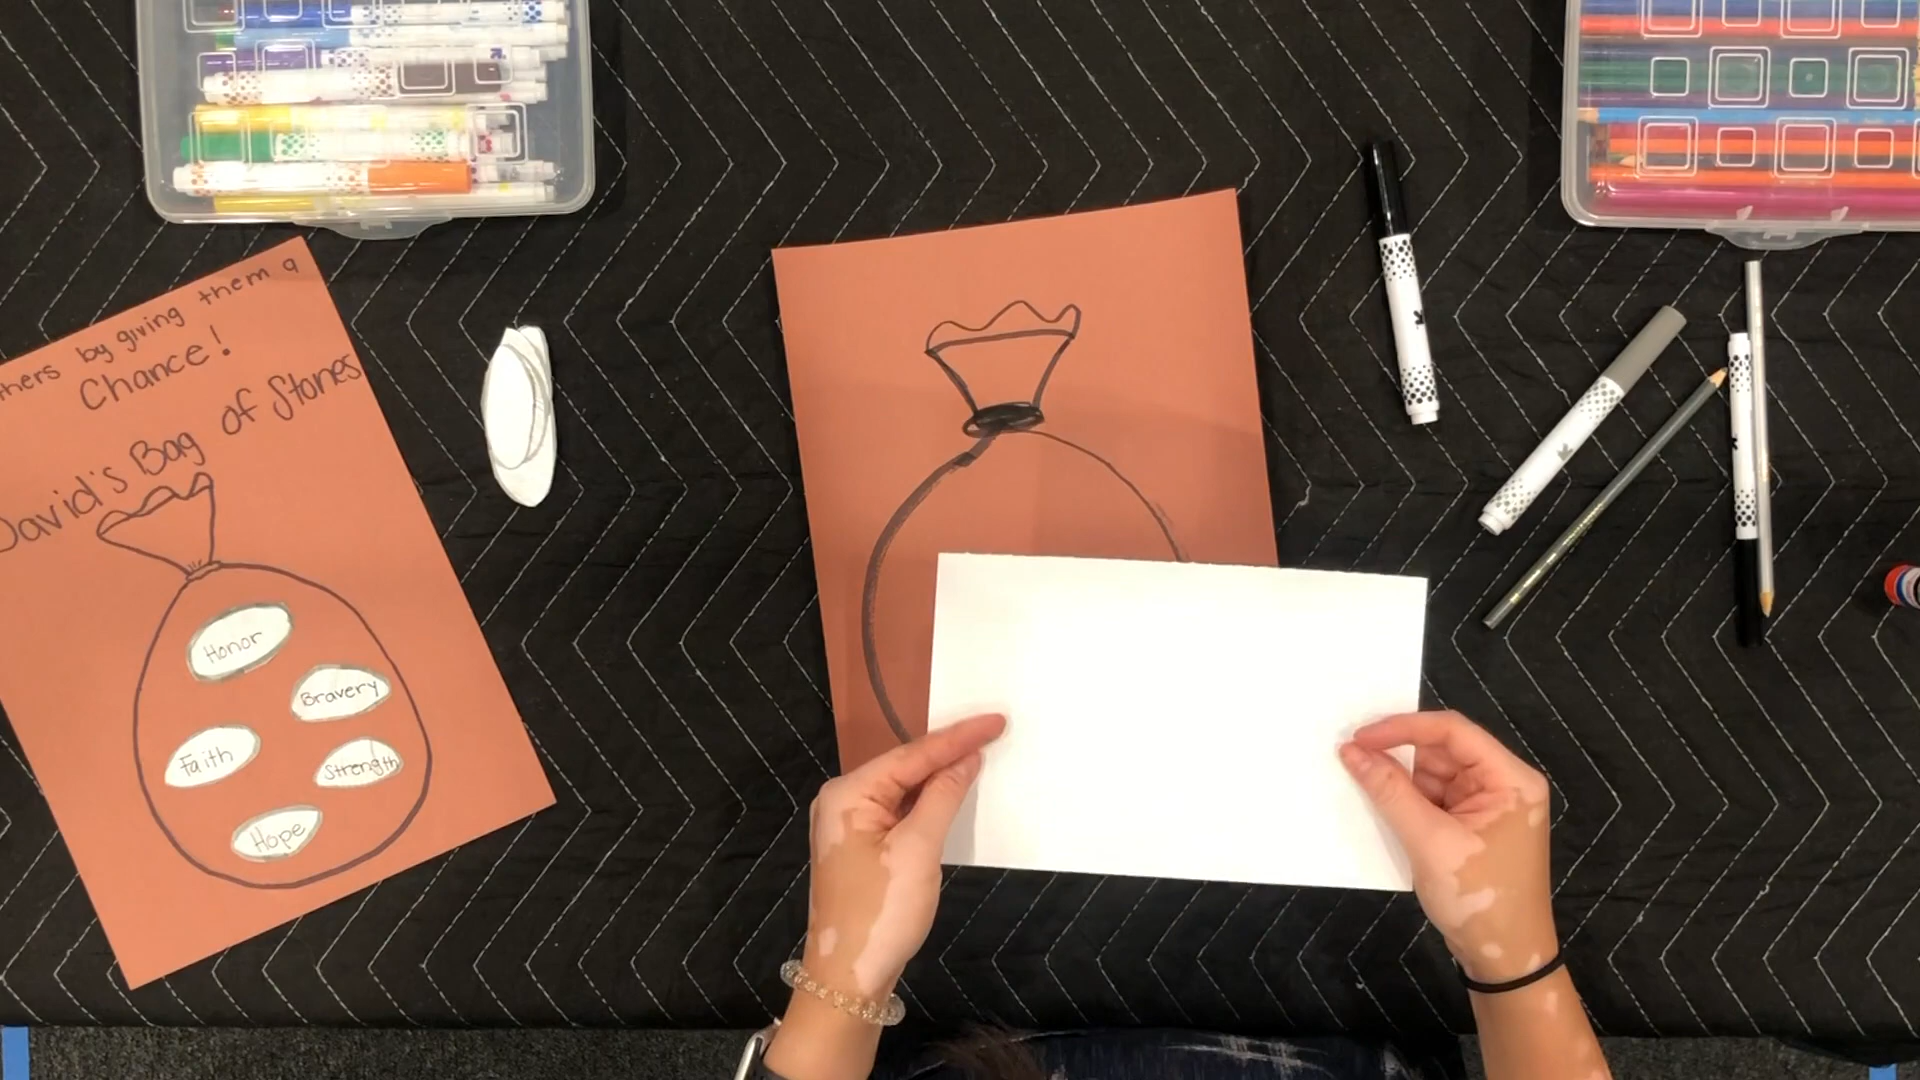 thers by giving them a
Chance!
David's Bag of Stones
Honor
Bravery
Faith
Strength
Hope